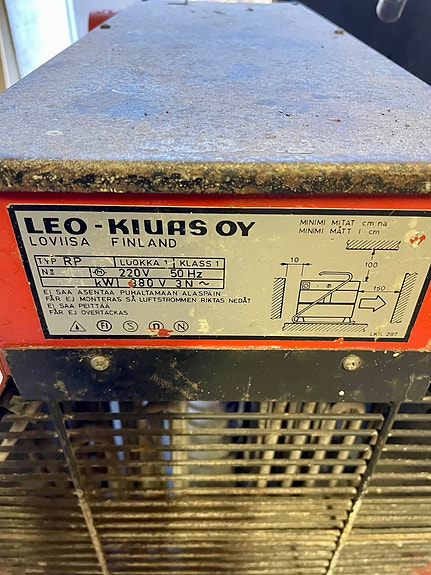 LEO-KIUAS OY
LOVIISA FINLAND
TYP RP LUOKKA 1 KLASS 1
No M 220V 50 Hz
kW 380 V 3N ~
EI SAA ASENTAA PUHALTAMAAN ALASPÄIN
FÅR EJ MONTERAS SÅ LUFTSTRÖMMEN RIKTAS NEDÅT
EI SAA PEITTÄÄ
FÅR EJ ÖVERTÄCKAS
FI S N D
MINIMI MITAT cm:nä
MINIMI MÅTT I cm
10
100
150
LKS 297